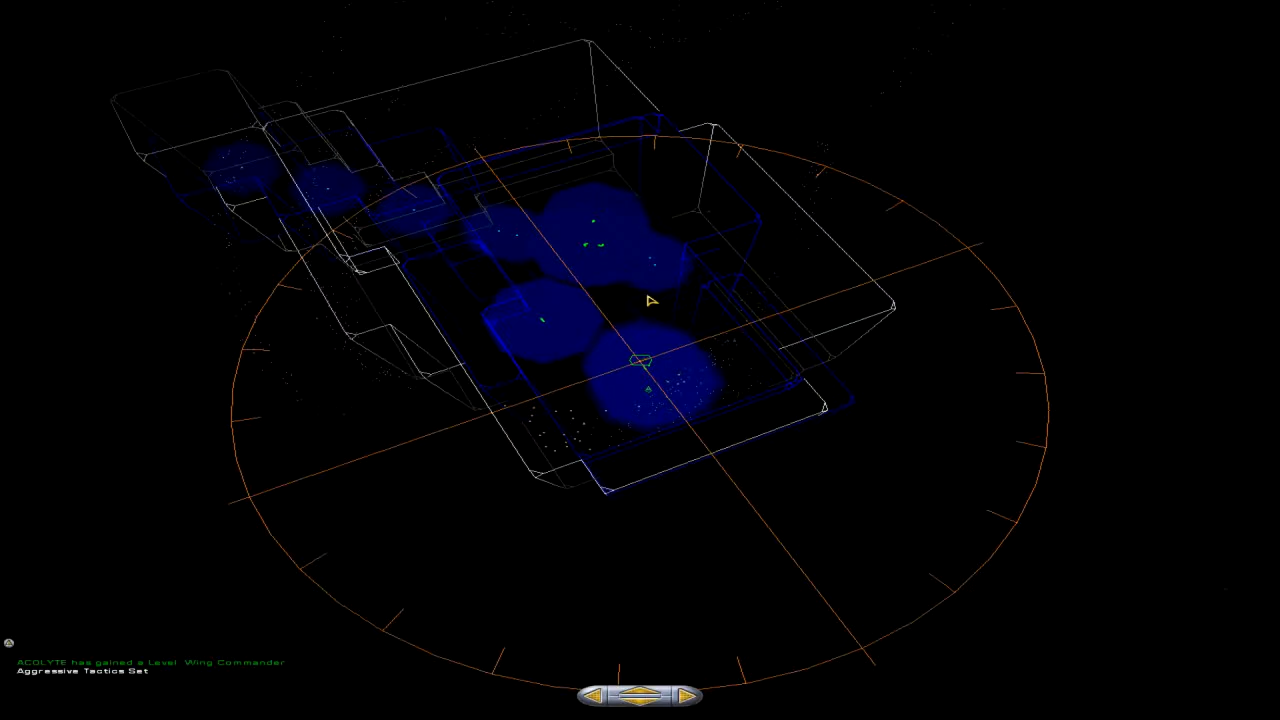 ACOLYTE has gained a Level  Wing Commander
Aggressive Tactics Set